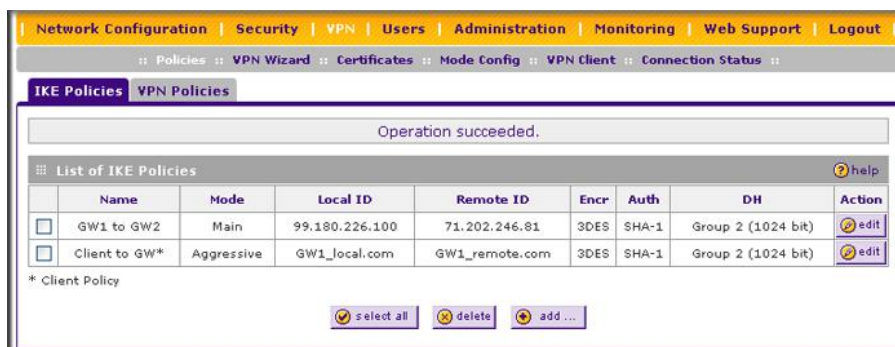 Network Configuration | Security | VPN | Users | Administration | Monitoring | Web Support | Logout
:: Policies :: VPN Wizard :: Certificates :: Mode Config :: VPN Client :: Connection Status ::
IKE Policies VPN Policies
Operation succeeded.
List of IKE Policies ? help
Name Mode Local ID Remote ID Encr Auth DH Action
GW1 to GW2 Main 99.180.226.100 71.202.246.81 3DES SHA-1 Group 2 (1024 bit) edit
Client to GW* Aggressive GW1_local.com GW1_remote.com 3DES SHA-1 Group 2 (1024 bit) edit
* Client Policy
select all delete add ...